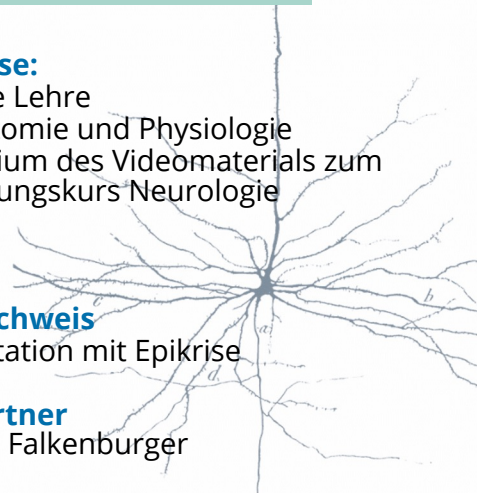 se:
e Lehre
omie und Physiologie
ium des Videomaterials zum
ungskurs Neurologie
chweis
tation mit Epikrise
rtner
Falkenburger
c
b
a
d.